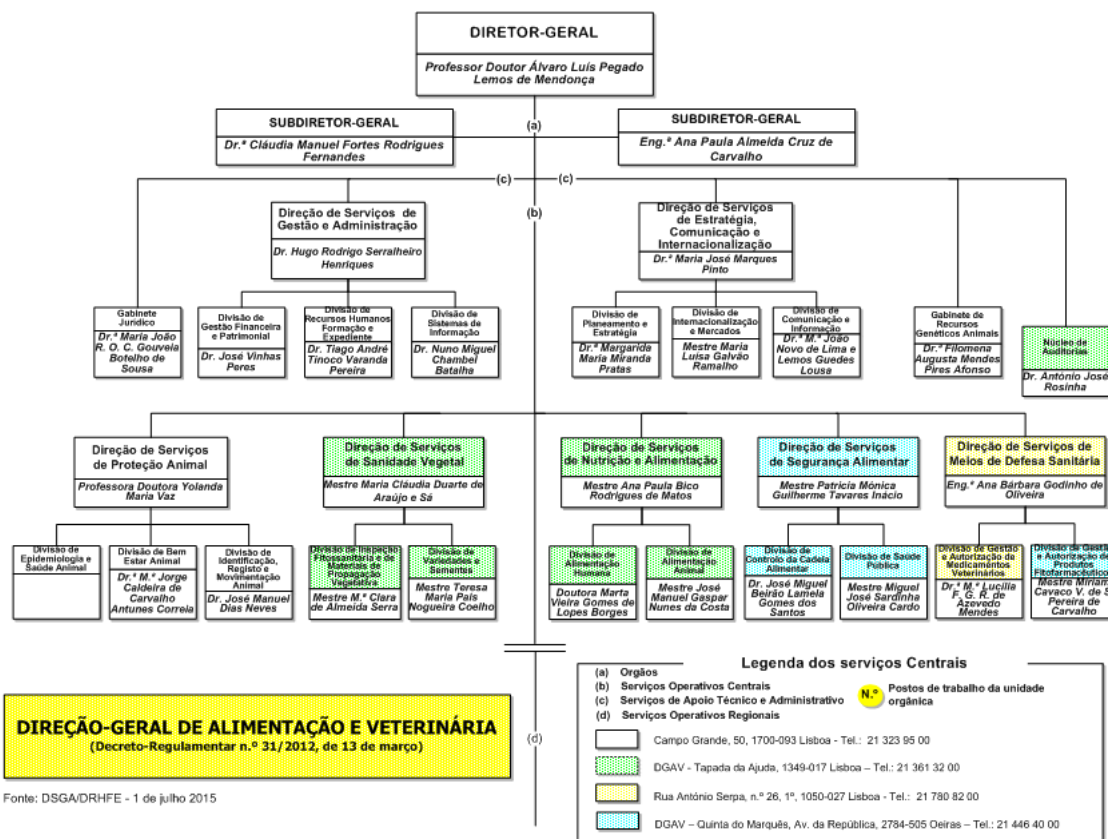 DIRETOR-GERAL
Professor Doutor Álvaro Luís Pegado
Lemos de Mendonça
SUBDIRETOR-GERAL
Dr.ª Cláudia Manuel Fortes Rodrigues
Fernandes
(a)
SUBDIRETOR-GERAL
Eng.ª Ana Paula Almeida Cruz de
Carvalho
(c)
(c)
(b)
Direção de Serviços de
Gestão e Administração
Dr. Hugo Rodrigo Serralheiro
Henriques
Direção de Serviços
de Estratégia,
Comunicação e
Internacionalização
Dr.ª Maria José Marques
Pinto
Gabinete
Jurídico
Dr.ª Maria João
R. O. C. Gouveia
Botelho de
Sousa
Divisão de
Gestão Financeira
e Patrimonial
Dr. José Vinhas
Peres
Divisão de
Recursos Humanos
Formação e
Expediente
Dr. Tiago André
Tinoco Varanda
Pereira
Divisão de
Sistemas de
Informação
Dr. Nuno Miguel
Chambel
Batalha
Divisão de
Planeamento e
Estratégia
Dr.ª Margarida
Maria Miranda
Pratas
Divisão de
Internacionalização
e Mercados
Mestre Maria
Luisa Galvão
Ramalho
Divisão de
Comunicação e
Informação
Dr.ª M.ª João
Novo de Lima e
Lemos Guedes
Lousa
Gabinete de
Recursos
Genéticos Animais
Dr.ª Filomena
Augusta Mendes
Pires Afonso
Núcleo de
Auditorias
Dr. António José
Rosinha
Direção de Serviços
de Proteção Animal
Professora Doutora Yolanda
Maria Vaz
Direção de Serviços
de Sanidade Vegetal
Mestre Maria Cláudia Duarte de
Araújo e Sá
Direção de Serviços
de Nutrição e Alimentação
Mestre Ana Paula Bico
Rodrigues de Matos
Direção de Serviços
de Segurança Alimentar
Mestre Patrícia Mónica
Guilherme Tavares Inácio
Direção de Serviços de
Meios de Defesa Sanitária
Eng.ª Ana Bárbara Godinho de
Oliveira
Divisão de
Epidemiologia e
Saúde Animal
Divisão de Bem
Estar Animal
Dr.ª M.ª Jorge
Caldeira de
Carvalho
Antunes Correia
Divisão de
Identificação,
Registo e
Movimentação
Animal
Dr. José Manuel
Dias Neves
Divisão de Inspeção
Fitossanitária e de
Materiais de
Propagação
Vegetativa
Mestre M.ª Clara
de Almeida Serra
Divisão de
Variedades e
Sementes
Mestre Teresa
Maria Pais
Nogueira Coelho
Divisão de
Alimentação
Humana
Doutora Marta
Vieira Gomes de
Lopes Borges
Divisão de
Alimentação
Animal
Mestre José
Manuel Gaspar
Nunes da Costa
Divisão de
Controlo da Cadeia
Alimentar
Dr. José Miguel
Beirão Lamela
Gomes dos
Santos
Divisão de Saúde
Pública
Mestre Miguel
José Sardinha
Oliveira Cardo
Divisão de Gestão
e Autorização de
Medicamentos
Veterinários
Dr.ª M.ª Lucília
F. G. R. de
Azevedo
Mendes
Divisão de Gestão
e Autorização de
Produtos
Fitofarmacêuticos
Mestre Miriam
Cavaco V. de S.
Pereira de
Carvalho
DIREÇÃO-GERAL DE ALIMENTAÇÃO E VETERINÁRIA
(Decreto-Regulamentar n.º 31/2012, de 13 de março)
(d)
Fonte: DSGA/DRHFE - 1 de julho 2015
Legenda dos serviços Centrais
(a) Orgãos
(b) Serviços Operativos Centrais
(c) Serviços de Apoio Técnico e Administrativo
(d) Serviços Operativos Regionais
N.º Postos de trabalho da unidade
orgânica
Campo Grande, 50, 1700-093 Lisboa - Tel.: 21 323 95 00
DGAV - Tapada da Ajuda, 1349-017 Lisboa – Tel.: 21 361 32 00
Rua António Serpa, n.º 26, 1º, 1050-027 Lisboa - Tel.: 21 780 82 00
DGAV – Quinta do Marquês, Av. da República, 2784-505 Oeiras – Tel.: 21 446 40 00